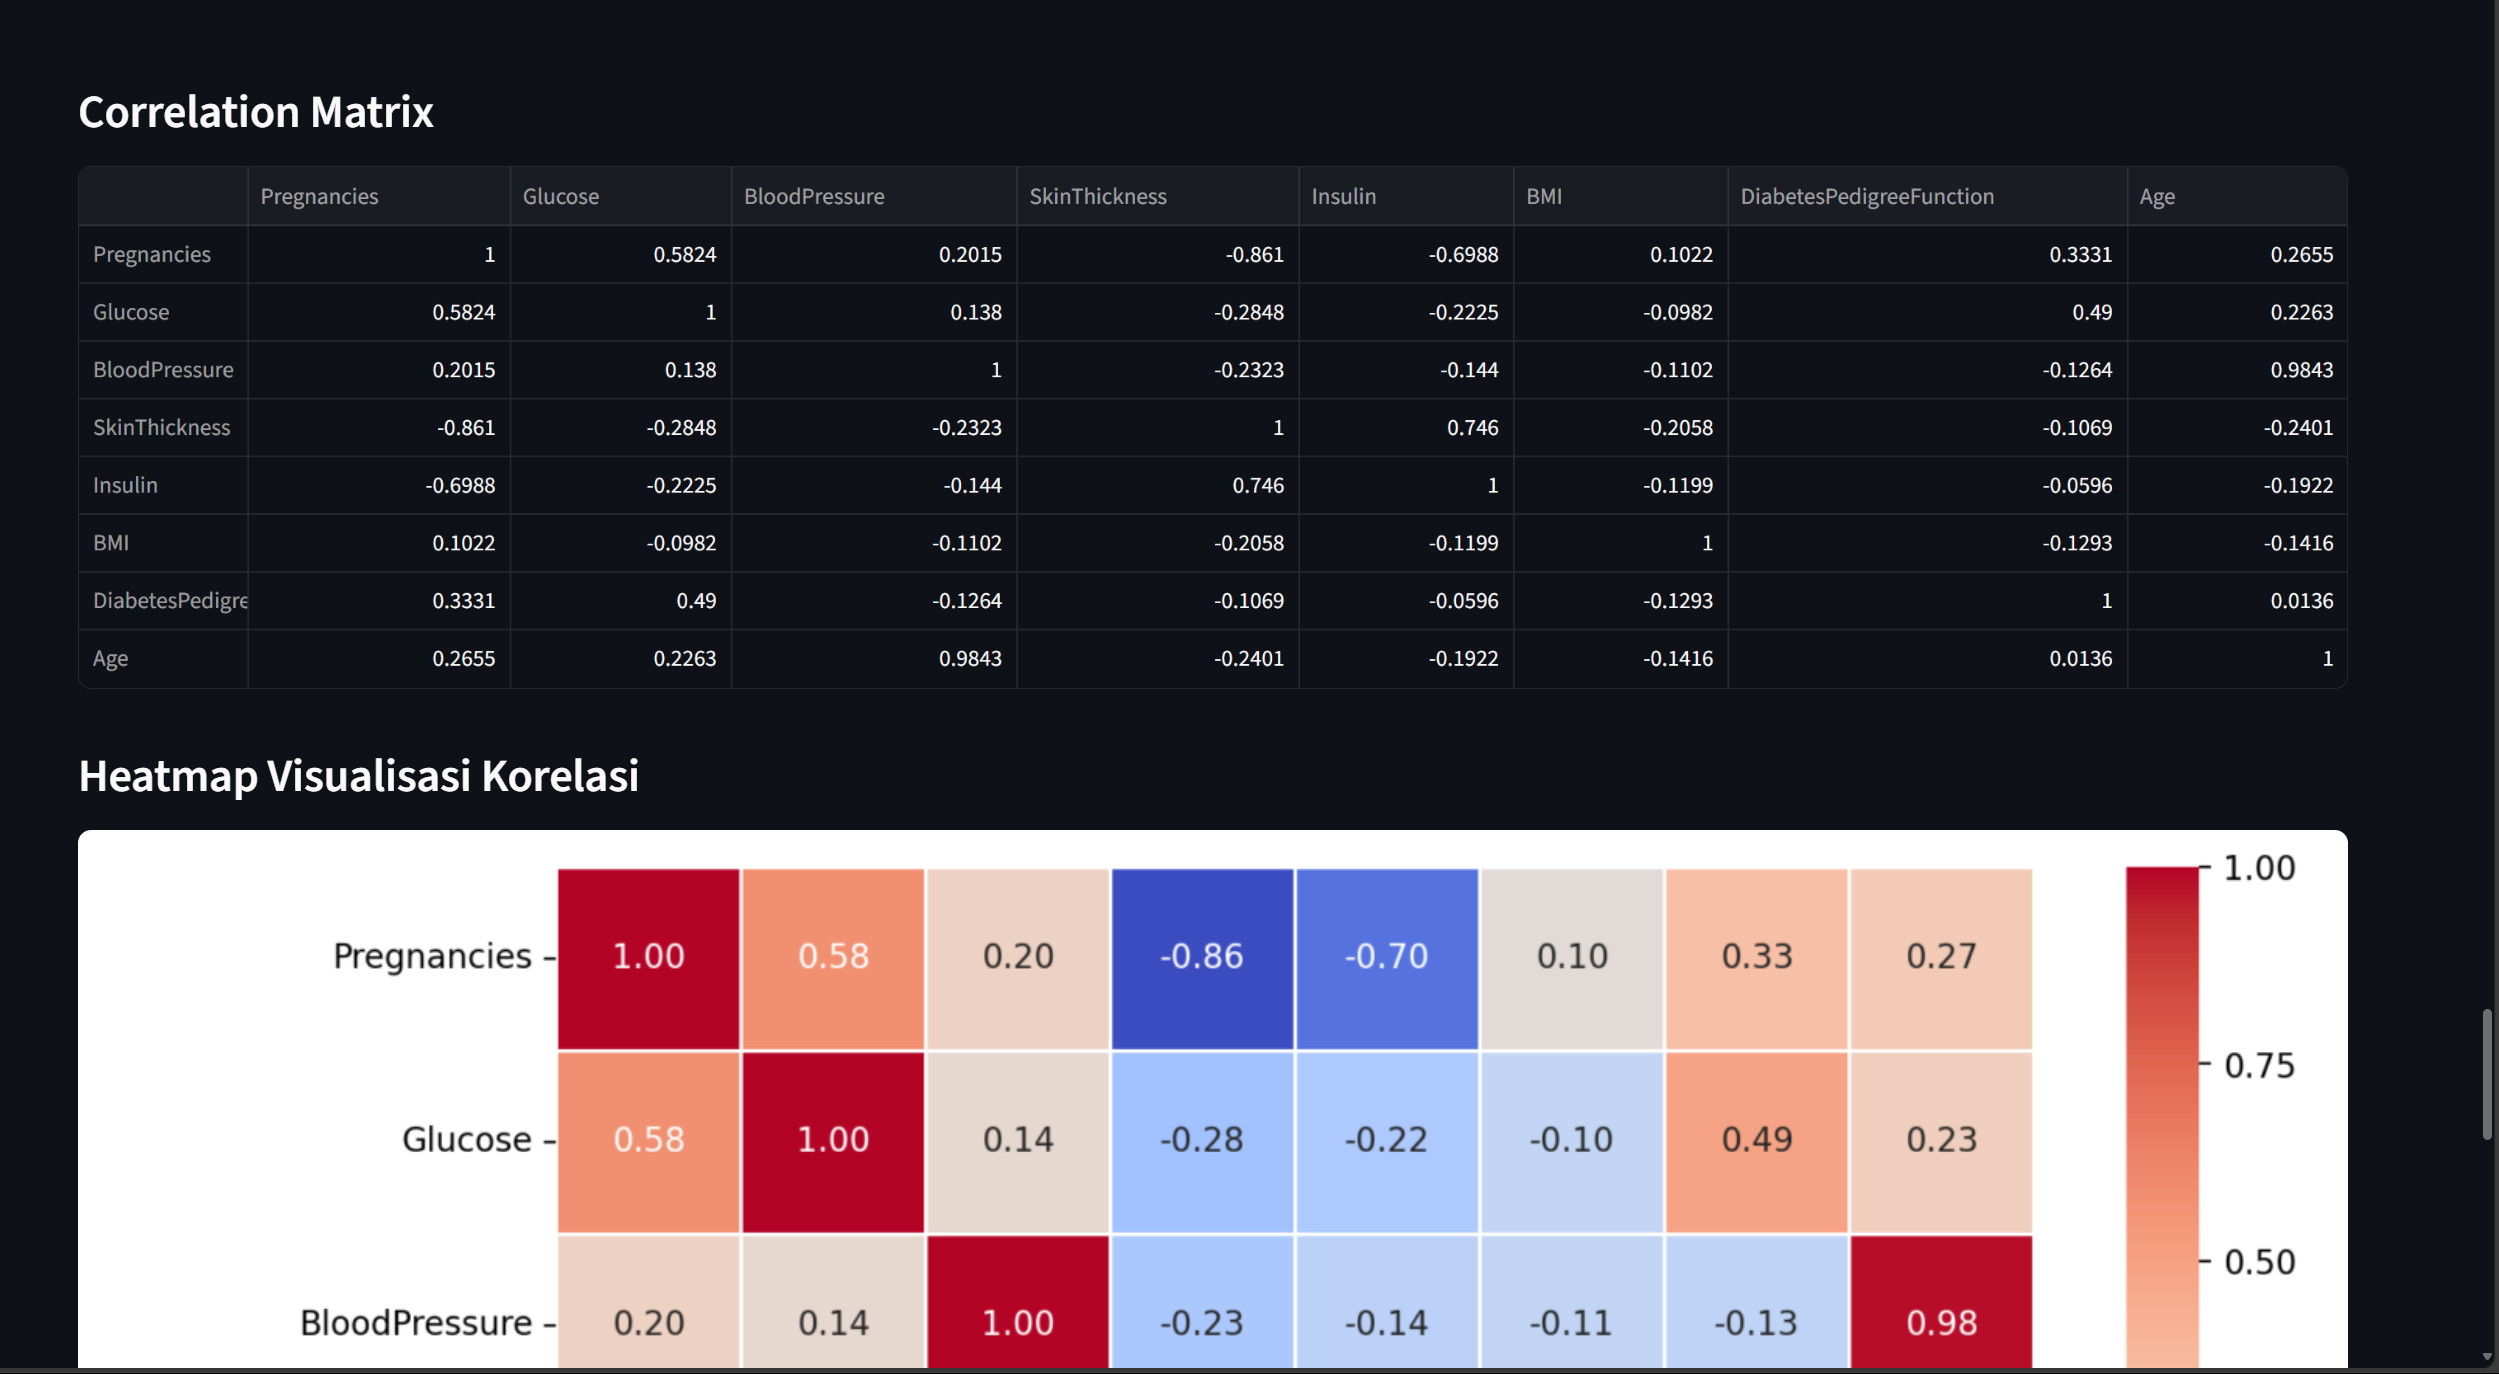 Correlation Matrix
Pregnancies Glucose BloodPressure SkinThickness Insulin BMI DiabetesPedigreeFunction Age
Pregnancies 1 0.5824 0.2015 -0.861 -0.6988 0.1022 0.3331 0.2655
Glucose 0.5824 1 0.138 -0.2848 -0.2225 -0.0982 0.49 0.2263
BloodPressure 0.2015 0.138 1 -0.2323 -0.144 -0.1102 -0.1264 0.9843
SkinThickness -0.861 -0.2848 -0.2323 1 0.746 -0.2058 -0.1069 -0.2401
Insulin -0.6988 -0.2225 -0.144 0.746 1 -0.1199 -0.0596 -0.1922
BMI 0.1022 -0.0982 -0.1102 -0.2058 -0.1199 1 -0.1293 -0.1416
DiabetesPedigre 0.3331 0.49 -0.1264 -0.1069 -0.0596 -0.1293 1 0.0136
Age 0.2655 0.2263 0.9843 -0.2401 -0.1922 -0.1416 0.0136 1
Heatmap Visualisasi Korelasi
1.00
Pregnancies 1.00 0.58 0.20 -0.86 -0.70 0.10 0.33 0.27
0.75
Glucose 0.58 1.00 0.14 -0.28 -0.22 -0.10 0.49 0.23
0.50
BloodPressure 0.20 0.14 1.00 -0.23 -0.14 -0.11 -0.13 0.98